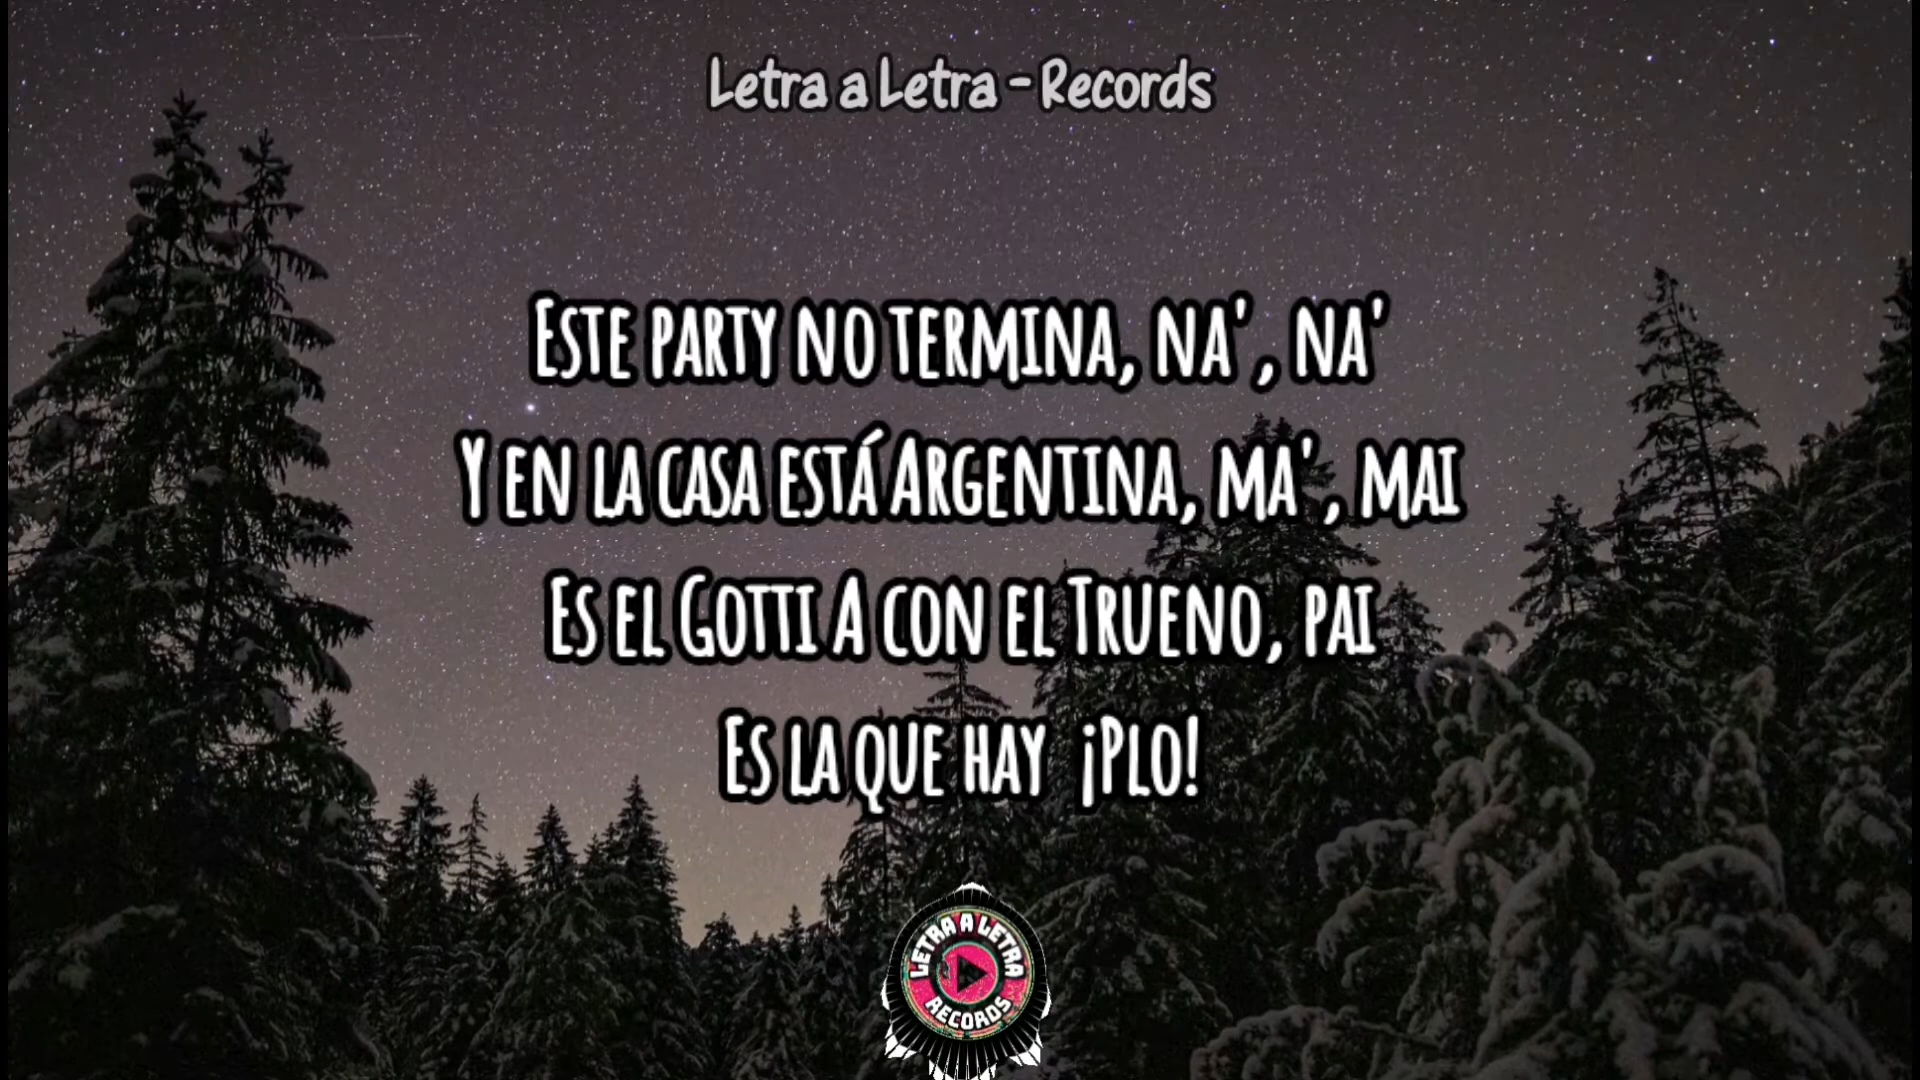 Letra a Letra - Records
Este party no termina, na', na'
Y en la casa está Argentina, ma', mai
Es el Gotti A con el Trueno, pai
Es la que hay ¡Plo!
LETRA A LETRA
RECORDS